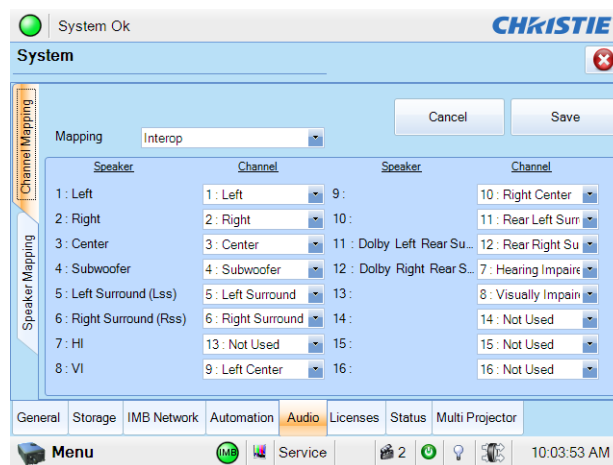 System Ok
CHRISTIE
System
Channel Mapping
Speaker Mapping
Cancel
Save
Mapping
Interop
Speaker Channel Speaker Channel
1 : Left 1 : Left 9 : 10 : Right Center
2 : Right 2 : Right 10 : 11 : Rear Left Surr
3 : Center 3 : Center 11 : Dolby Left Rear Su... 12 : Rear Right Su
4 : Subwoofer 4 : Subwoofer 12 : Dolby Right Rear S... 7 : Hearing Impaire
5 : Left Surround (Lss) 5 : Left Surround 13 : 8 : Visually Impaire
6 : Right Surround (Rss) 6 : Right Surround 14 : 14 : Not Used
7 : HI 13 : Not Used 15 : 15 : Not Used
8 : VI 9 : Left Center 16 : 16 : Not Used
General Storage IMB Network Automation Audio Licenses Status Multi Projector
Menu IMB Service 2 10:03:53 AM